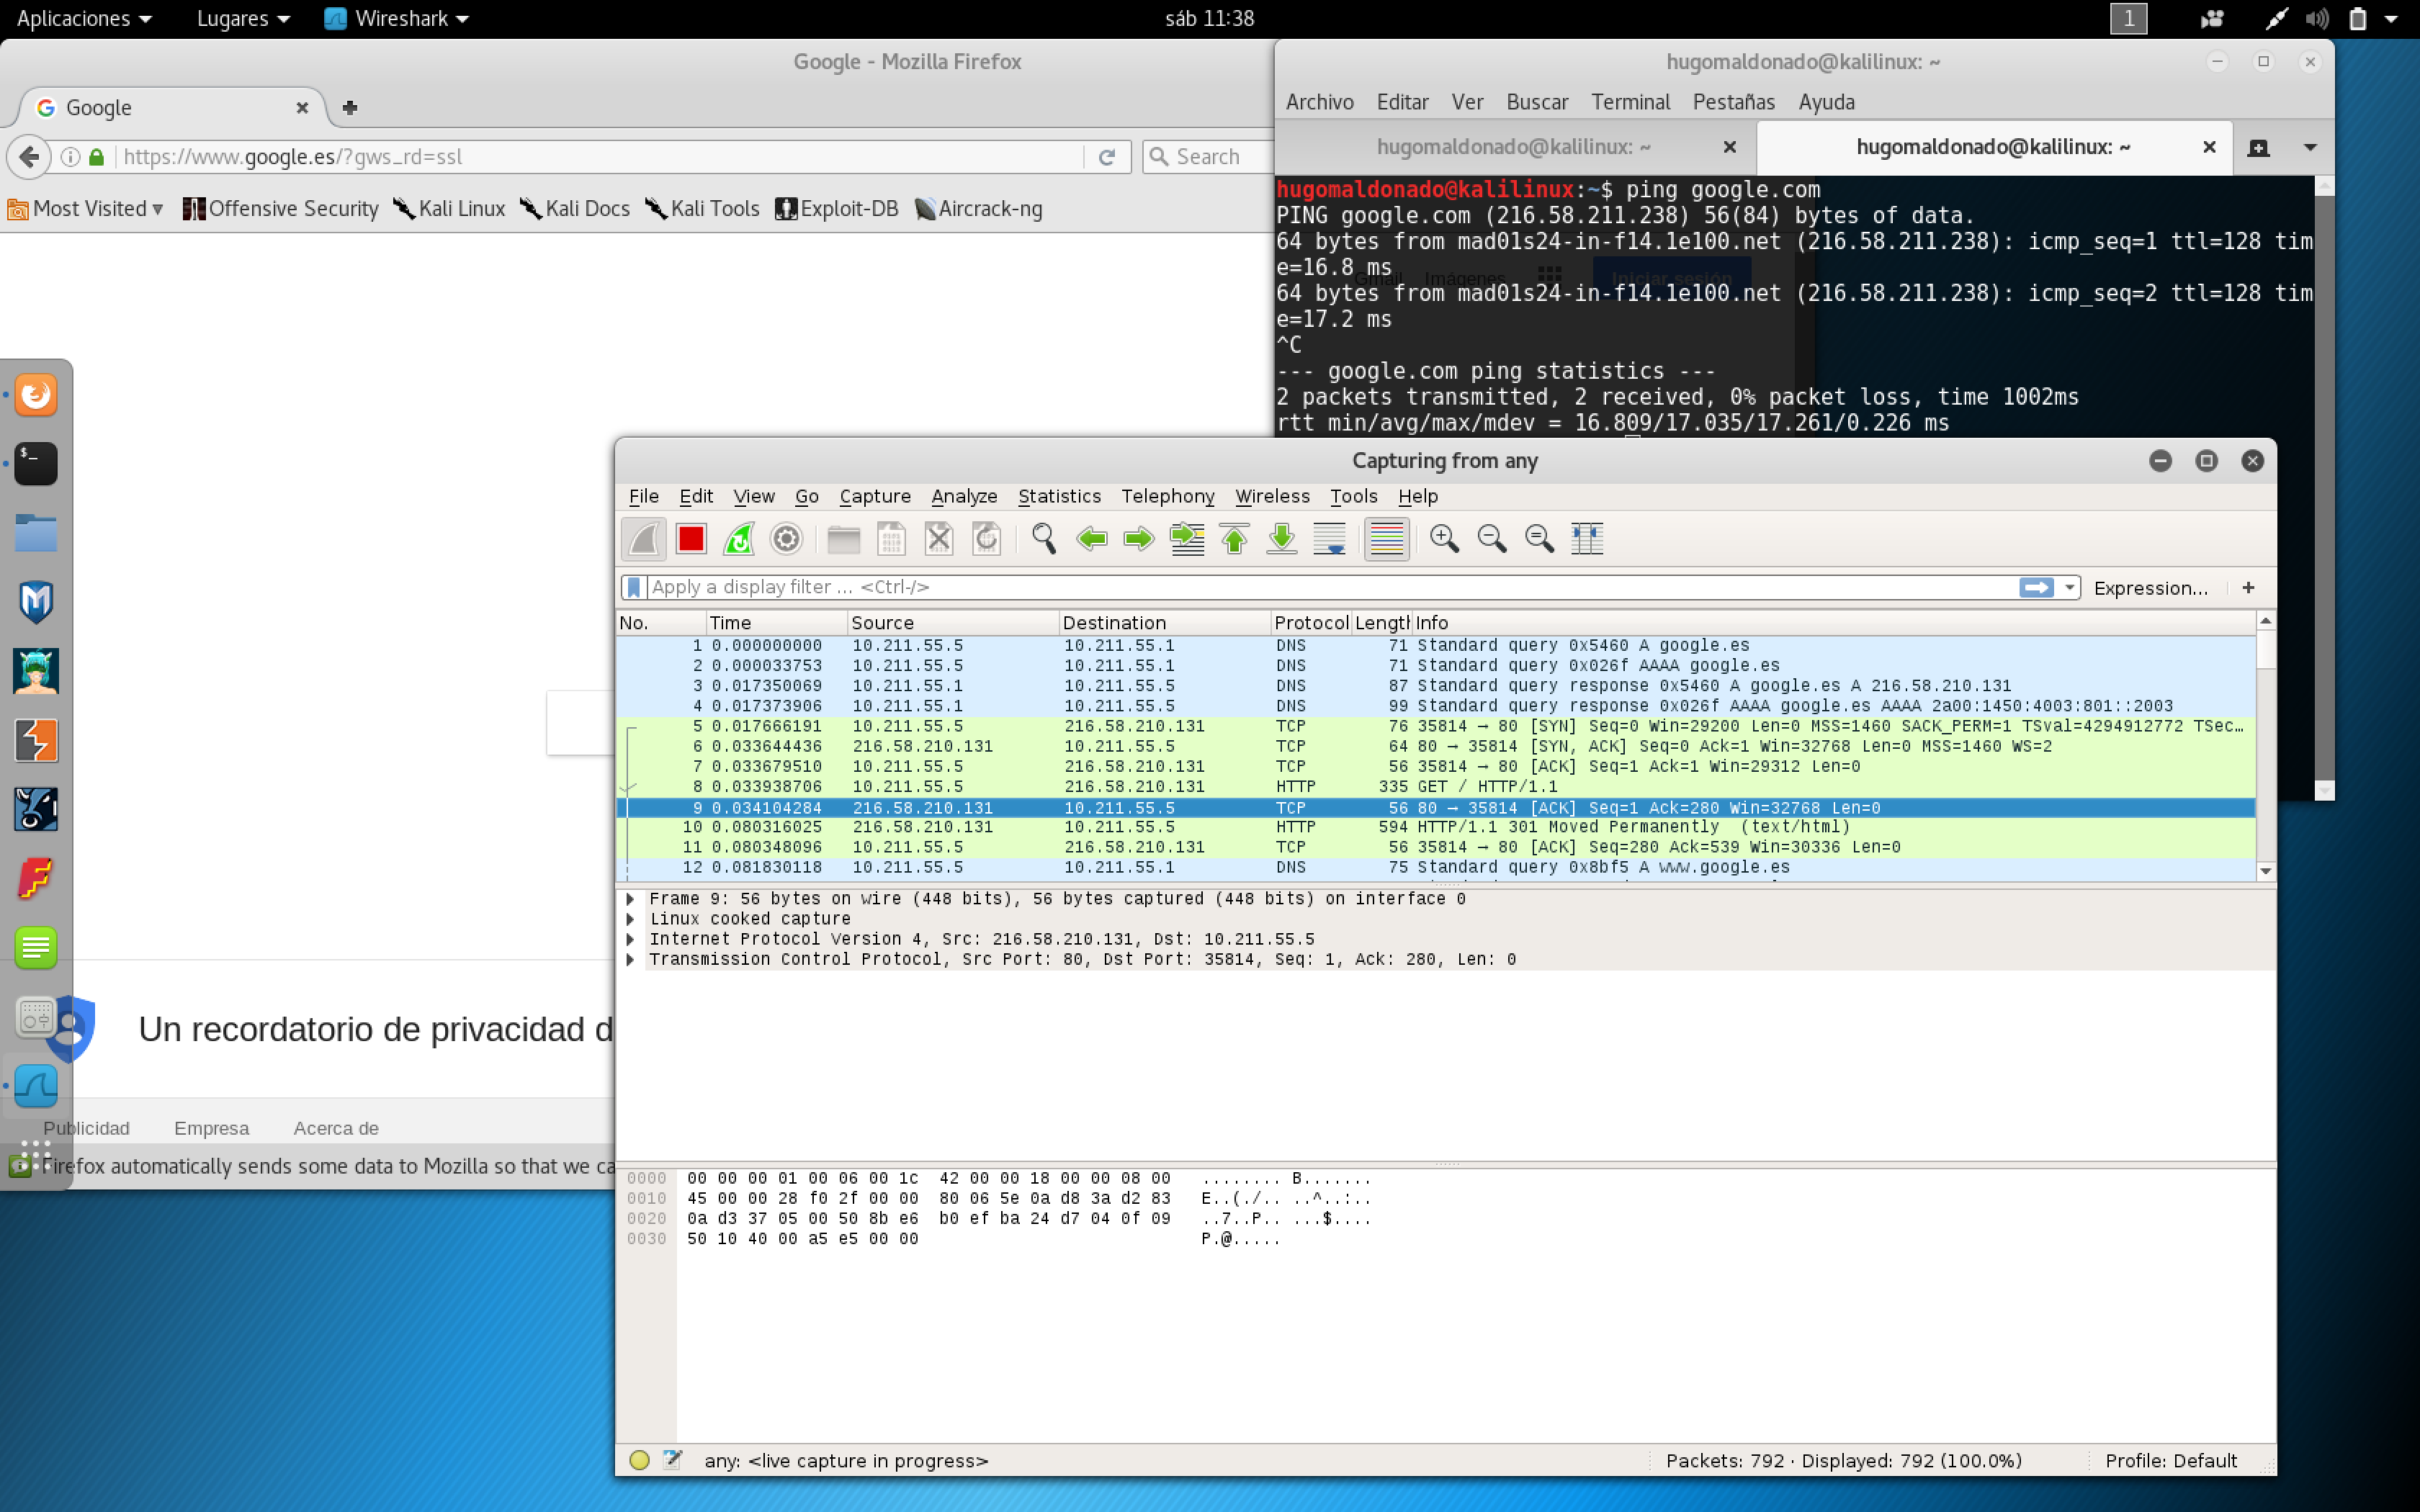 Aplicaciones Lugares Wireshark sáb 11:38 1
Google - Mozilla Firefox
Google
https://www.google.es/?gws_rd=ssl Search
Most Visited Offensive Security Kali Linux Kali Docs Kali Tools Exploit-DB Aircrack-ng
hugomaldonado@kalilinux: ~
Archivo Editar Ver Buscar Terminal Pestañas Ayuda
hugomaldonado@kalilinux: ~ hugomaldonado@kalilinux: ~
hugomaldonado@kalilinux:~$ ping google.com
PING google.com (216.58.211.238) 56(84) bytes of data.
64 bytes from mad01s24-in-f14.1e100.net (216.58.211.238): icmp_seq=1 ttl=128 tim
e=16.8 ms
Gmail Imágenes Iniciar sesión
64 bytes from mad01s24-in-f14.1e100.net (216.58.211.238): icmp_seq=2 ttl=128 tim
e=17.2 ms
^C
--- google.com ping statistics ---
2 packets transmitted, 2 received, 0% packet loss, time 1002ms
rtt min/avg/max/mdev = 16.809/17.035/17.261/0.226 ms
Capturing from any
File Edit View Go Capture Analyze Statistics Telephony Wireless Tools Help
Apply a display filter ... <Ctrl-/> Expression... +
No. Time Source Destination Protocol Length Info
1 0.000000000 10.211.55.5 10.211.55.1 DNS 71 Standard query 0x5460 A google.es
2 0.000033753 10.211.55.5 10.211.55.1 DNS 71 Standard query 0x026f AAAA google.es
3 0.017350069 10.211.55.1 10.211.55.5 DNS 87 Standard query response 0x5460 A google.es A 216.58.210.131
4 0.017373906 10.211.55.1 10.211.55.5 DNS 99 Standard query response 0x026f AAAA google.es AAAA 2a00:1450:4003:801::2003
5 0.017666191 10.211.55.5 216.58.210.131 TCP 76 35814 → 80 [SYN] Seq=0 Win=29200 Len=0 MSS=1460 SACK_PERM=1 TSval=4294912772 TSec…
6 0.033644436 216.58.210.131 10.211.55.5 TCP 64 80 → 35814 [SYN, ACK] Seq=0 Ack=1 Win=32768 Len=0 MSS=1460 WS=2
7 0.033679510 10.211.55.5 216.58.210.131 TCP 56 35814 → 80 [ACK] Seq=1 Ack=1 Win=29312 Len=0
8 0.033938706 10.211.55.5 216.58.210.131 HTTP 335 GET / HTTP/1.1
9 0.034104284 216.58.210.131 10.211.55.5 TCP 56 80 → 35814 [ACK] Seq=1 Ack=280 Win=32768 Len=0
10 0.080316025 216.58.210.131 10.211.55.5 HTTP 594 HTTP/1.1 301 Moved Permanently (text/html)
11 0.080348096 10.211.55.5 216.58.210.131 TCP 56 35814 → 80 [ACK] Seq=280 Ack=539 Win=30336 Len=0
12 0.081830118 10.211.55.5 10.211.55.1 DNS 75 Standard query 0x8bf5 A www.google.es
Frame 9: 56 bytes on wire (448 bits), 56 bytes captured (448 bits) on interface 0
Linux cooked capture
Internet Protocol Version 4, Src: 216.58.210.131, Dst: 10.211.55.5
Transmission Control Protocol, Src Port: 80, Dst Port: 35814, Seq: 1, Ack: 280, Len: 0
0000 00 00 00 01 00 06 00 1c 42 00 00 18 00 00 08 00 ........ B.......
0010 45 00 00 28 f0 2f 00 00 80 06 5e 0a d8 3a d2 83 E..(./.. ..^..:..
0020 0a d3 37 05 00 50 8b e6 b0 ef ba 24 d7 04 0f 09 ..7..P.. ...$....
0030 50 10 40 00 a5 e5 00 00 P.@.....
any: <live capture in progress> Packets: 792 · Displayed: 792 (100.0%) Profile: Default
Un recordatorio de privacidad d
Publicidad Empresa Acerca de
Firefox automatically sends some data to Mozilla so that we ca